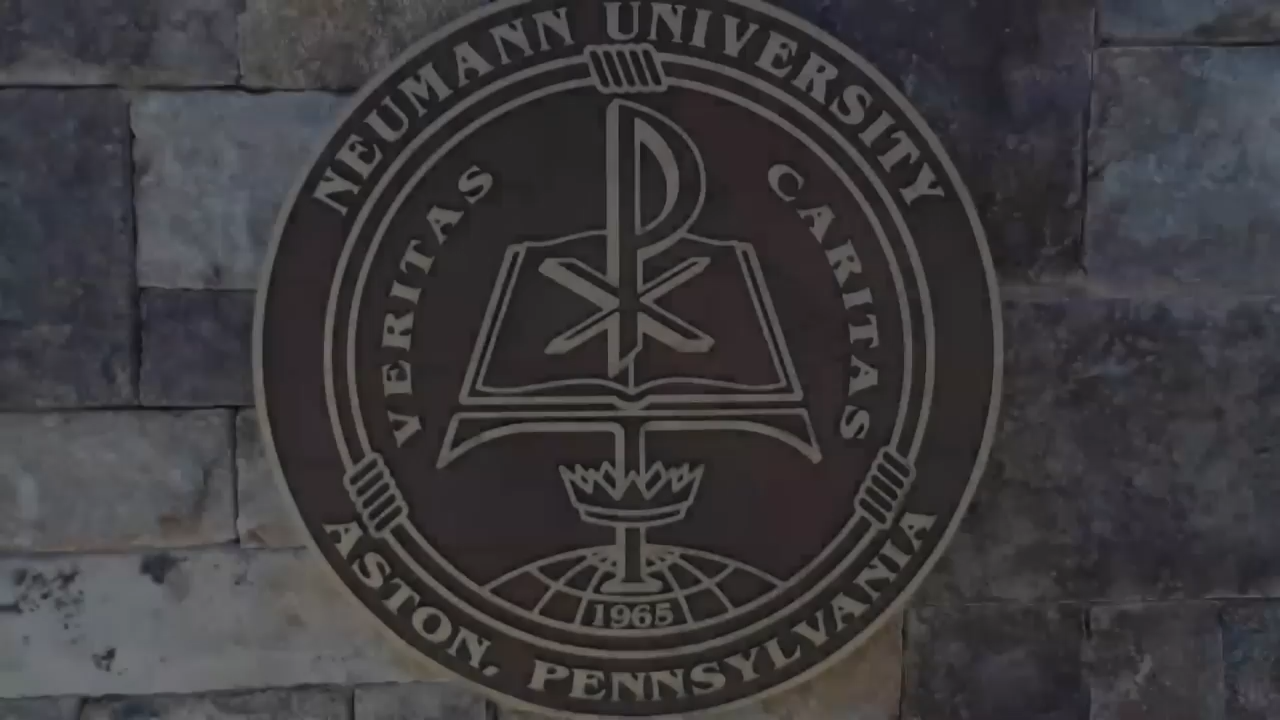 NEUMANN UNIVERSITY
VERITAS
CARITAS
1965
ASTON, PENNSYLVANIA